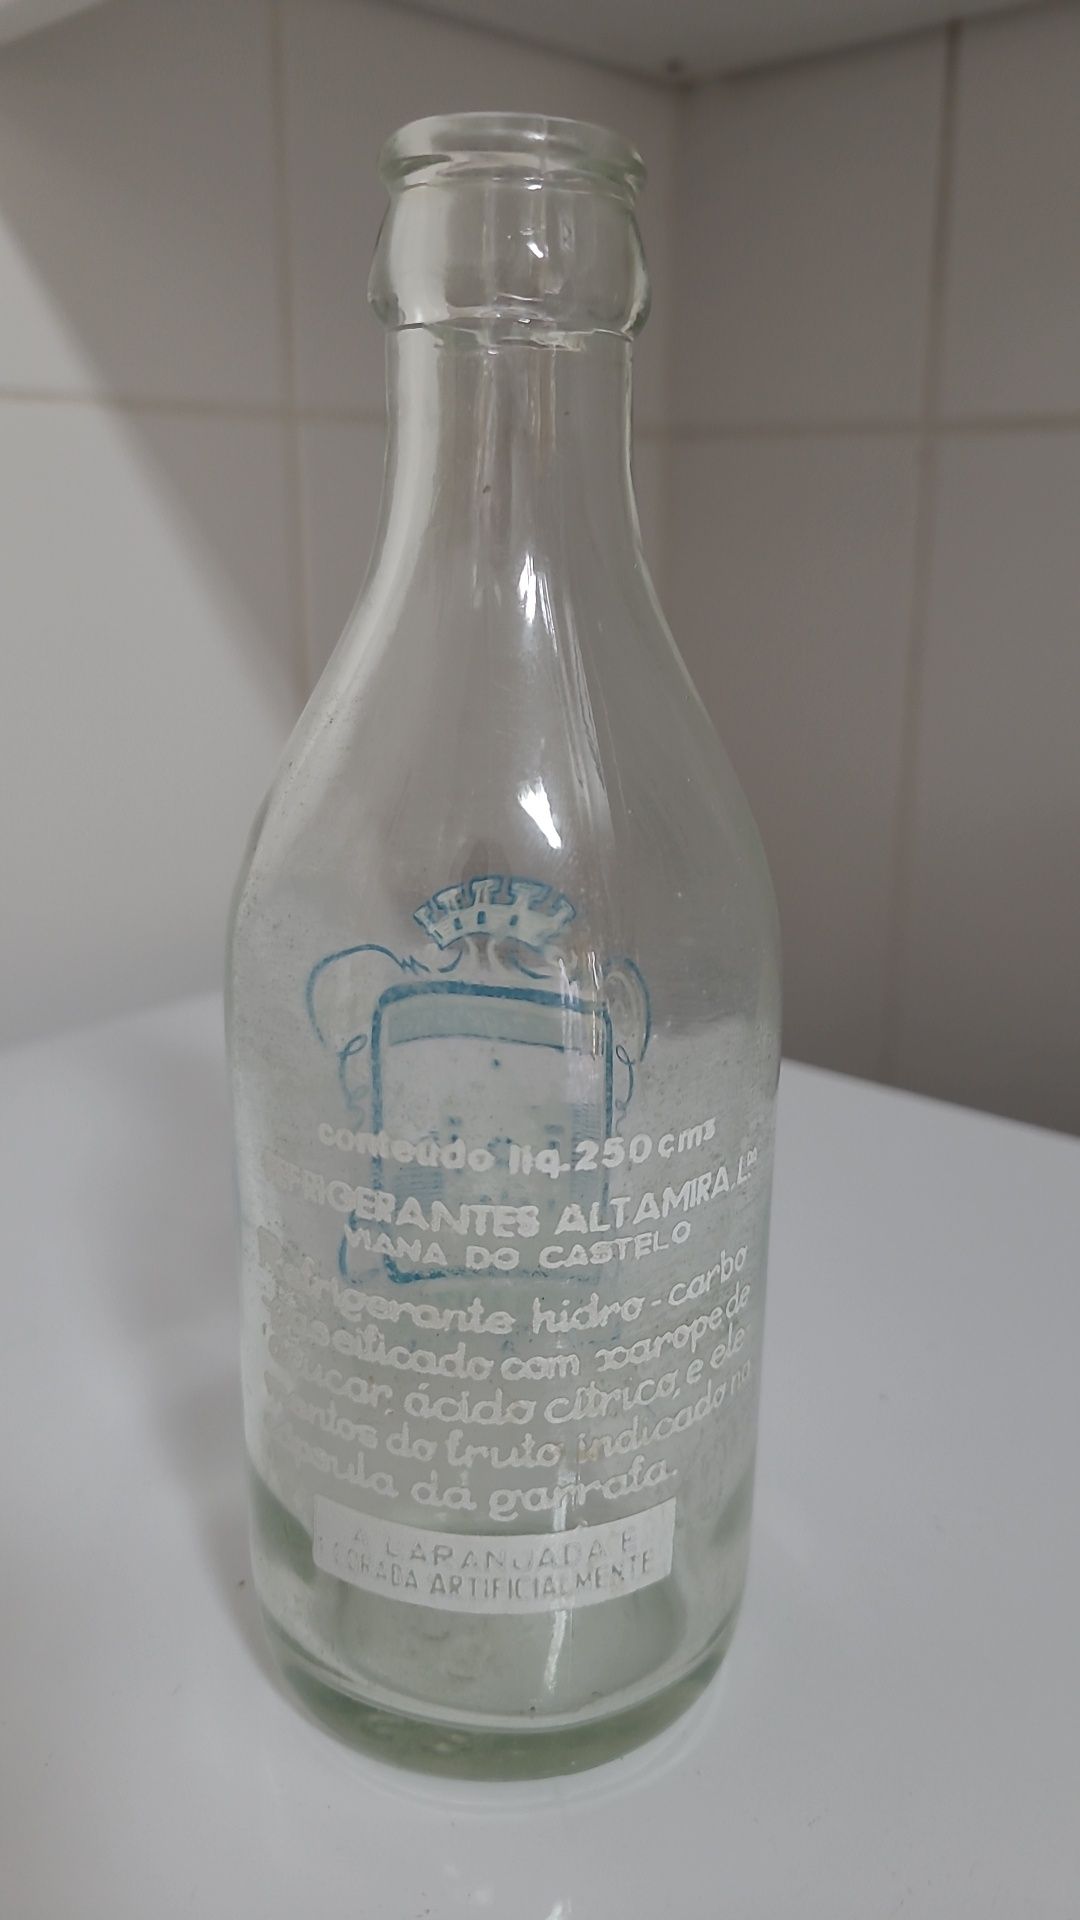 conteúdo liq. 250 cm3
REFRIGERANTES ALTAMIRA, L.DA
VIANA DO CASTELO
Refrigerante hidro-carbo
gaseificado com xarope de
açucar, ácido cítrico, e ele-
mentos do fruto indicado na
cápsula da garrafa.
A LARANJADA É
CORADA ARTIFICIALMENTE